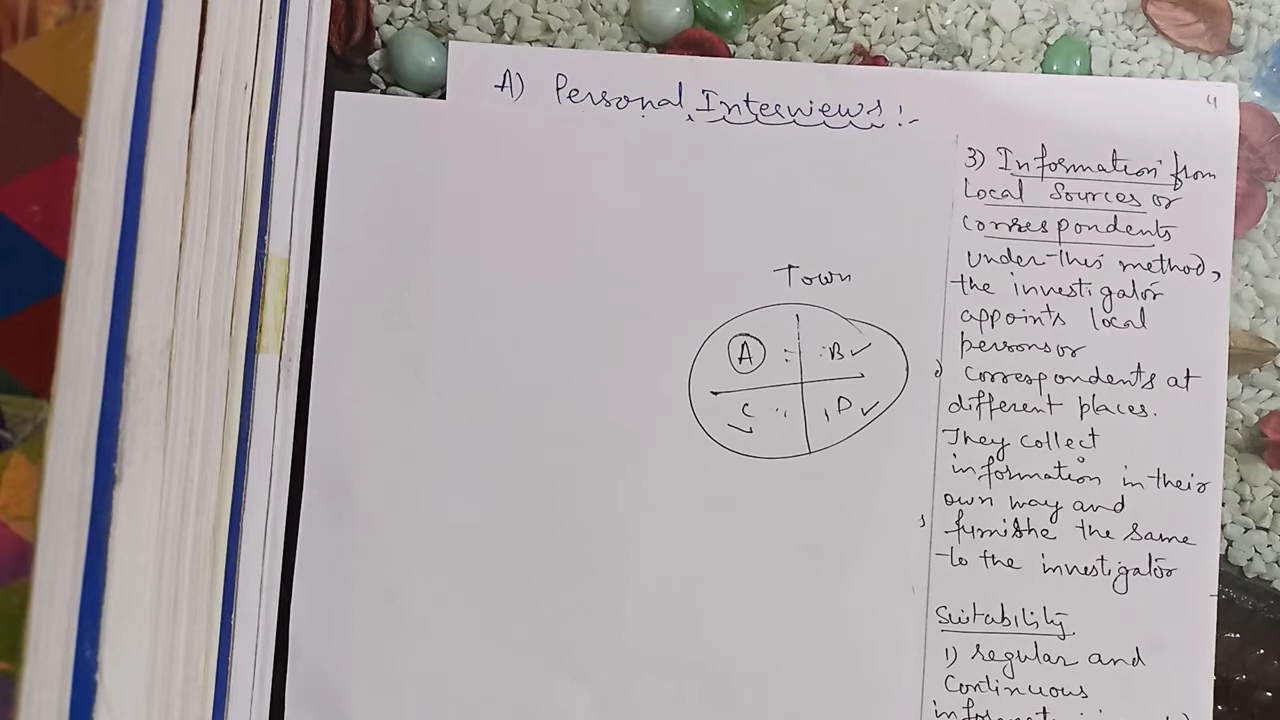 A) Personal Interviews :-
4
Town
A
B
C
D
3) Information from
Local Sources or
Correspondents
under this method,
the investigator
appoints local
persons or
Correspondents at
different places.
They collect
information in their
own way and
furnishe the same
to the investigator
Suitability
1) regular and
Continuous